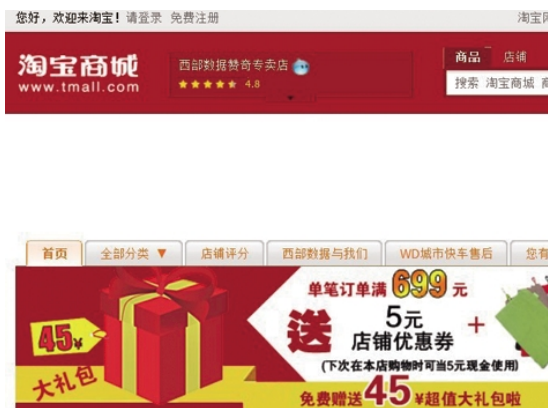 您好，欢迎来淘宝！请登录 免费注册
淘宝
淘宝商城
www.tmall.com
西部数据赞奇专卖店
4.8
商品 店铺
搜索 淘宝商城
首页 全部分类 ▼ 店铺评分 西部数据与我们 WD城市快车售后 您有
单笔订单满699元
送
5元
店铺优惠券
+
(下次在本店购物时可当5元现金使用)
45¥
大礼包
免费赠送45¥超值大礼包啦